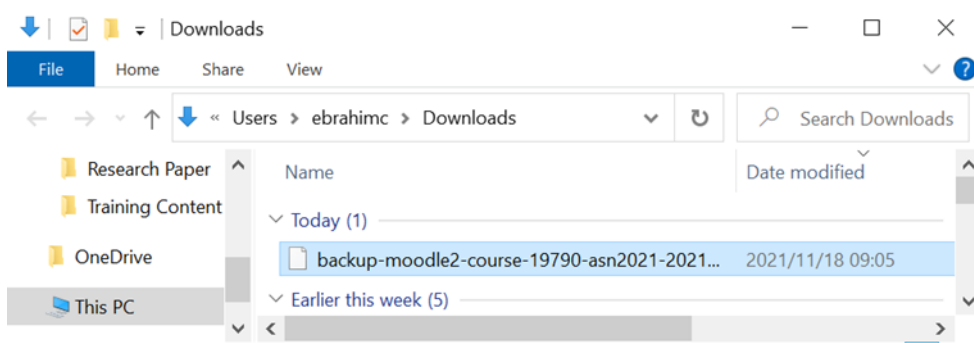 Downloads
File Home Share View ?
« Users > ebrahimc > Downloads Search Downloads
Research Paper Name Date modified
Training Content Today (1)
OneDrive backup-moodle2-course-19790-asn2021-2021... 2021/11/18 09:05
This PC Earlier this week (5)